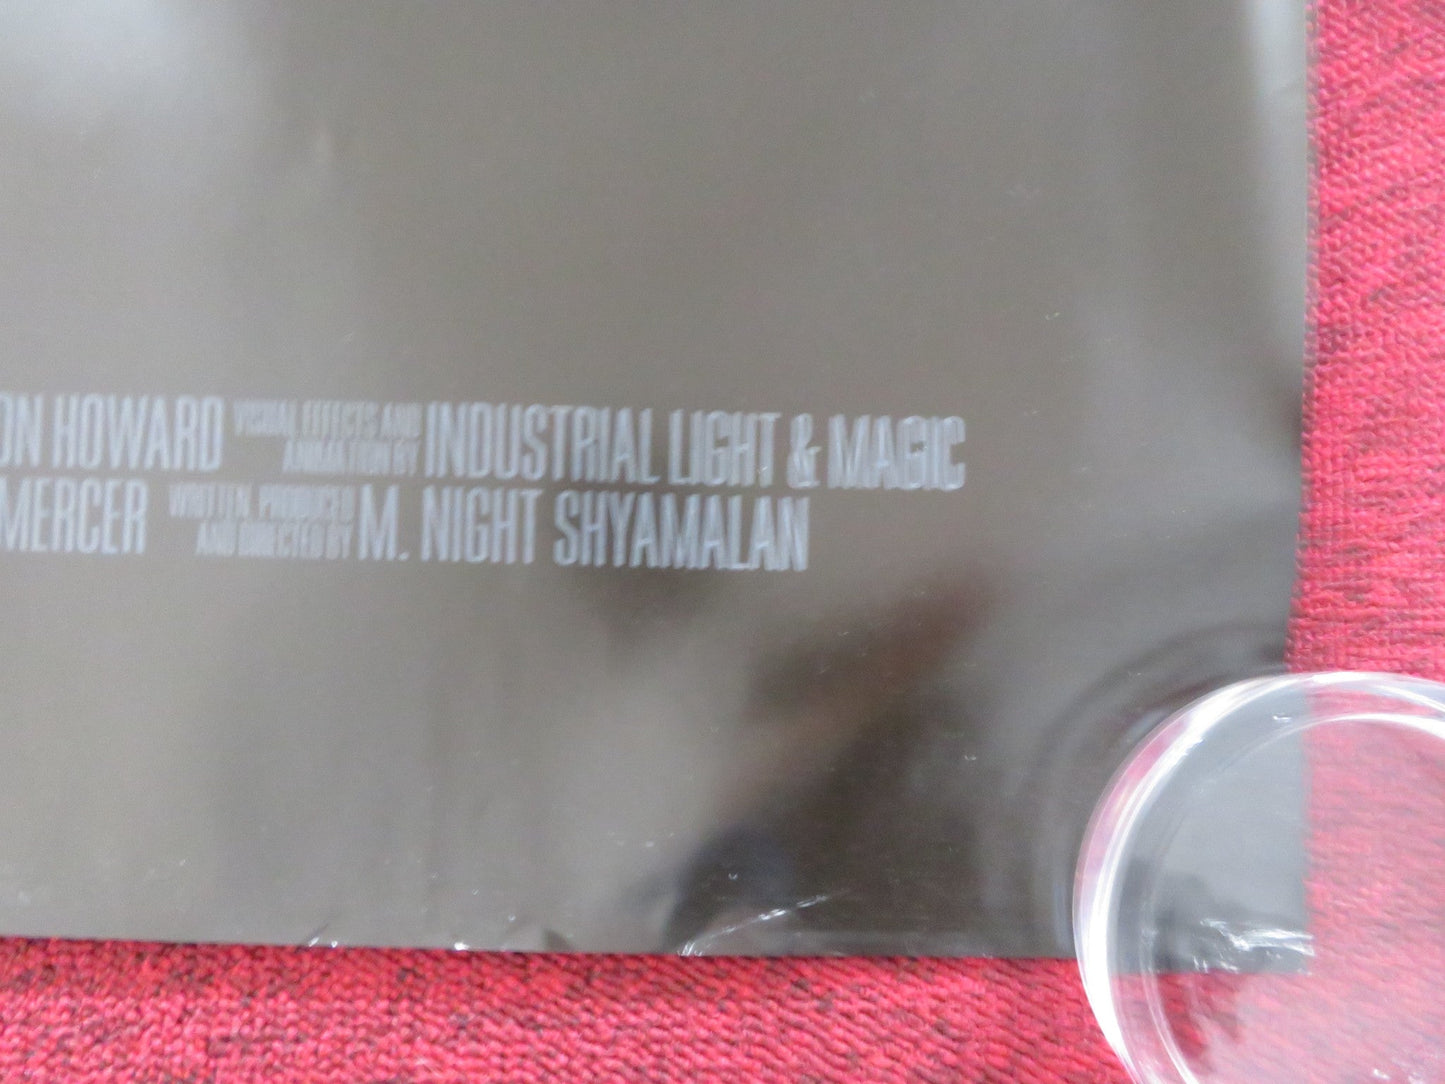 ON HOWARD VISUAL EFFECTS AND ANIMATION BY INDUSTRIAL LIGHT & MAGIC
MERCER WRITTEN PRODUCED AND DIRECTED BY M. NIGHT SHYAMALAN